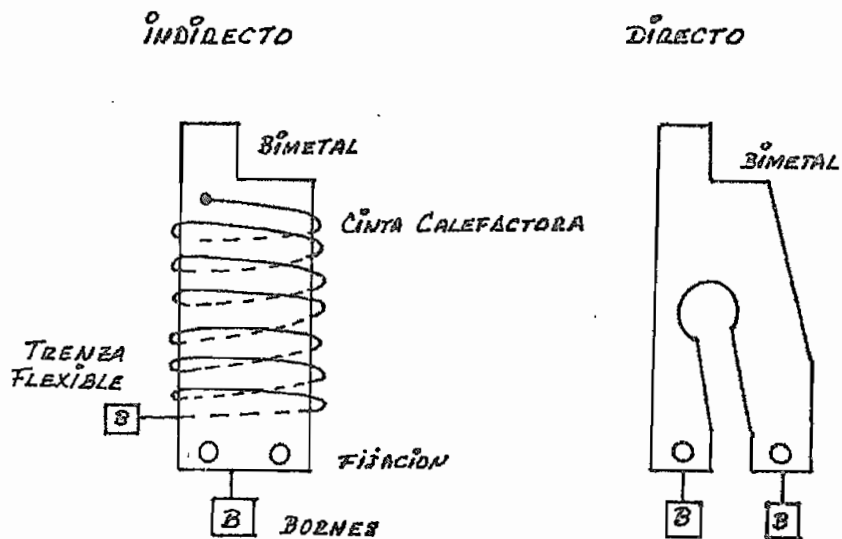 INDIRECTO
DIRECTO
BIMETAL
BIMETAL
CINTA CALEFACTORA
TRENZA
FLEXIBLE
B
FIJACION
B
BORNES
B
B